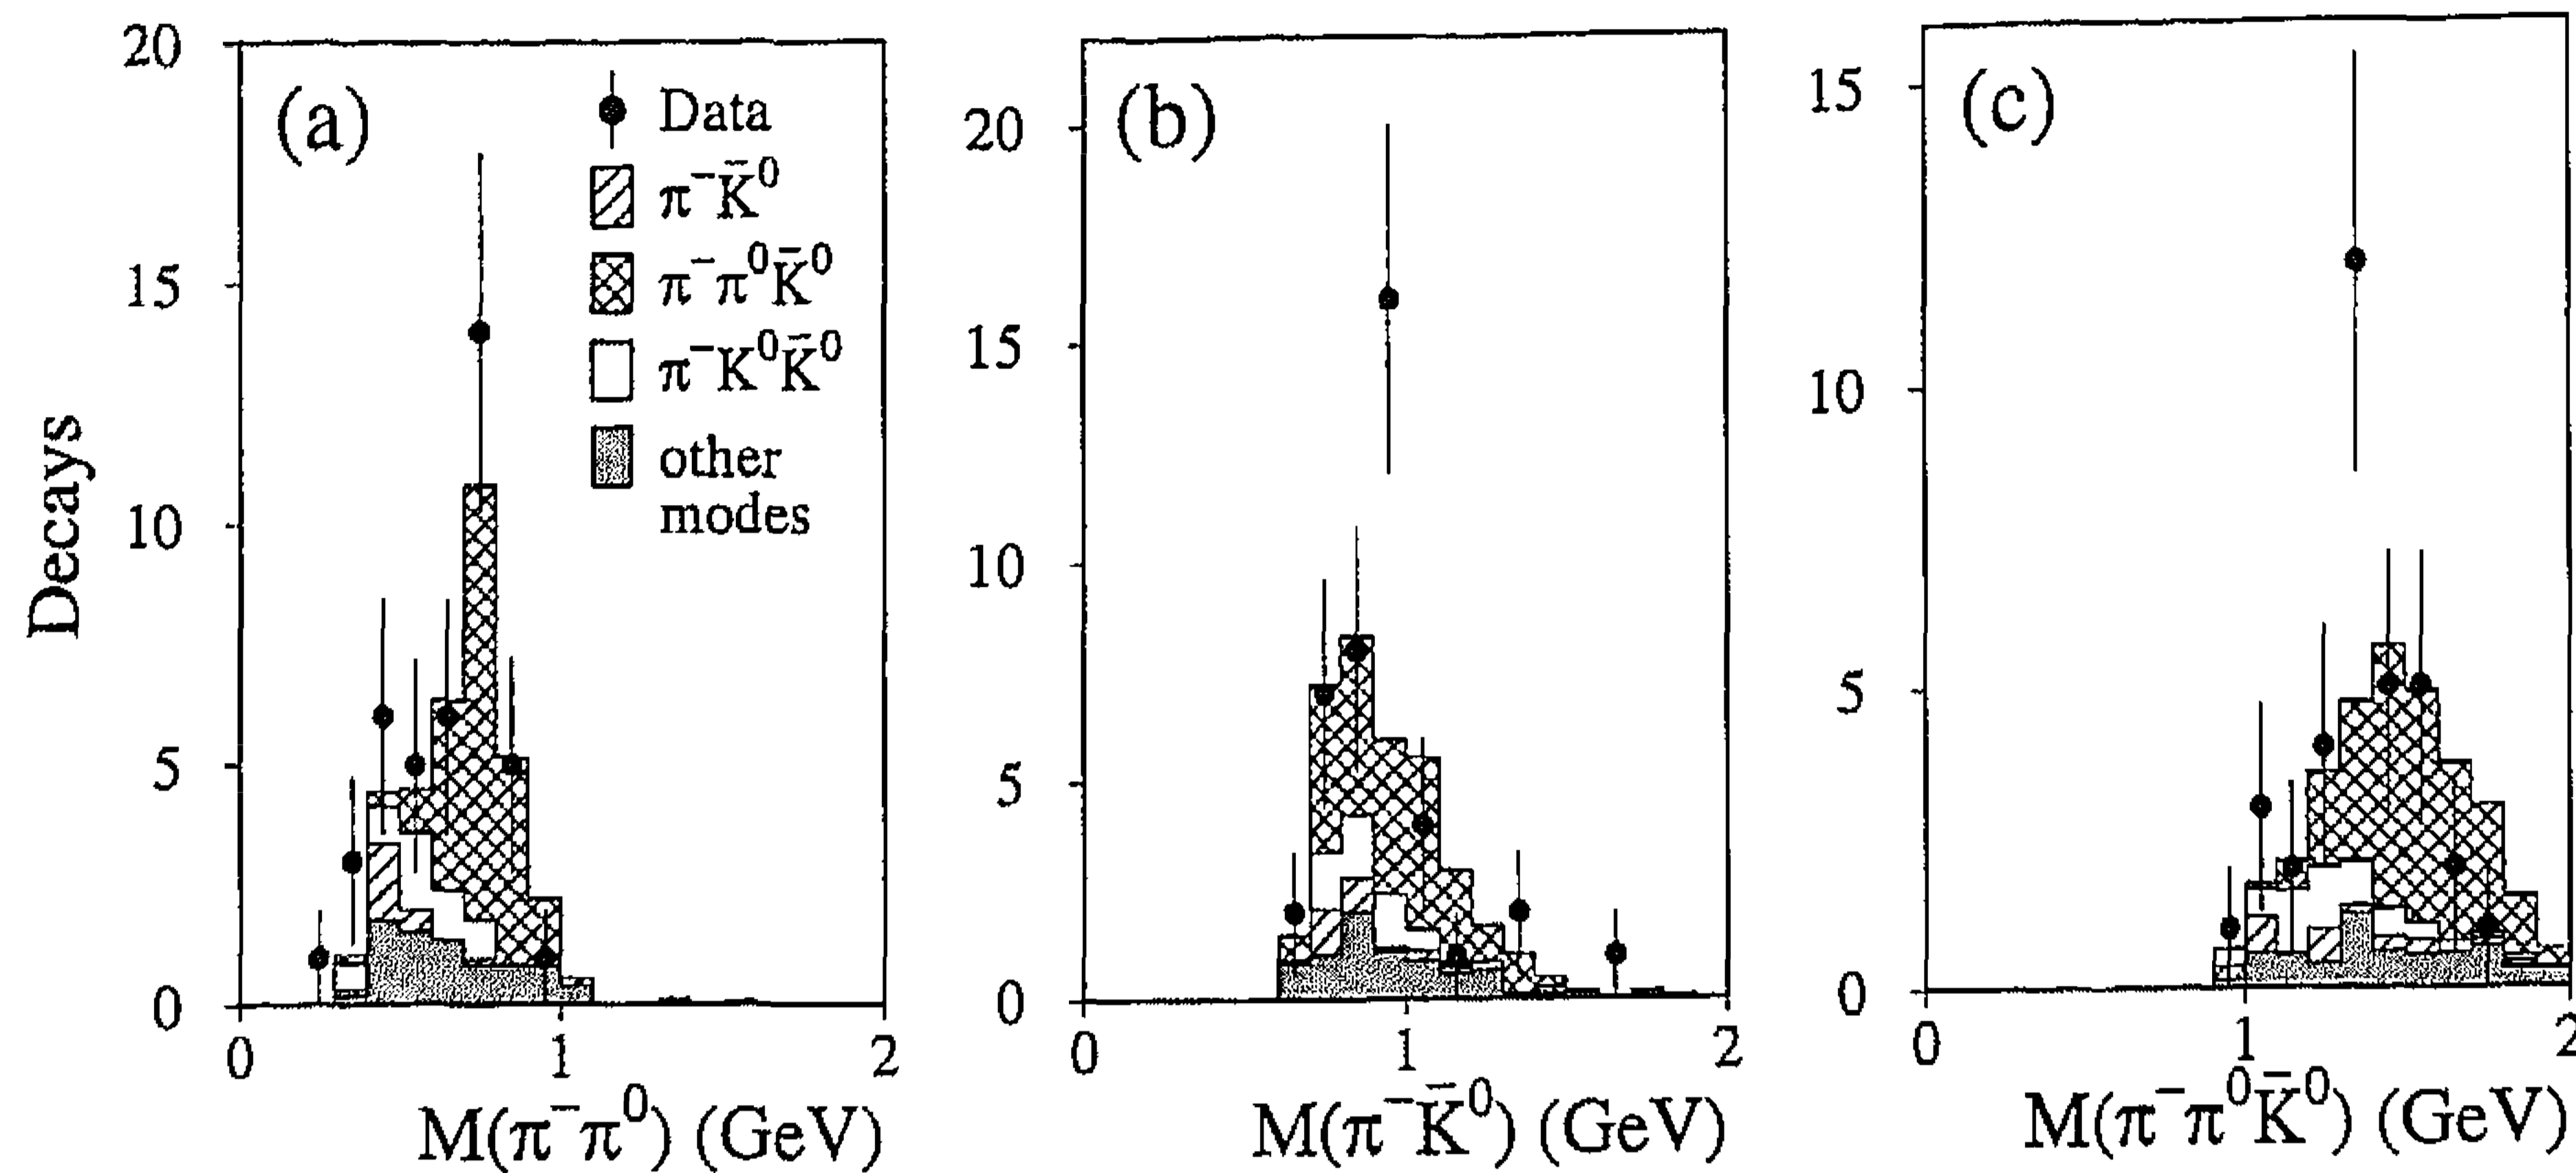 (a)
20
15
10
5
0
0 1 2
Decays
M(π⁻π⁰) (GeV)
Data
π⁻K̄⁰
π⁻π⁰K̄⁰
π⁻K⁰K̄⁰
other
modes
(b)
20
15
10
5
0
0 1 2
M(π⁻K̄⁰) (GeV)
(c)
15
10
5
0
0 1 2
M(π⁻π⁰K̄⁰) (GeV)